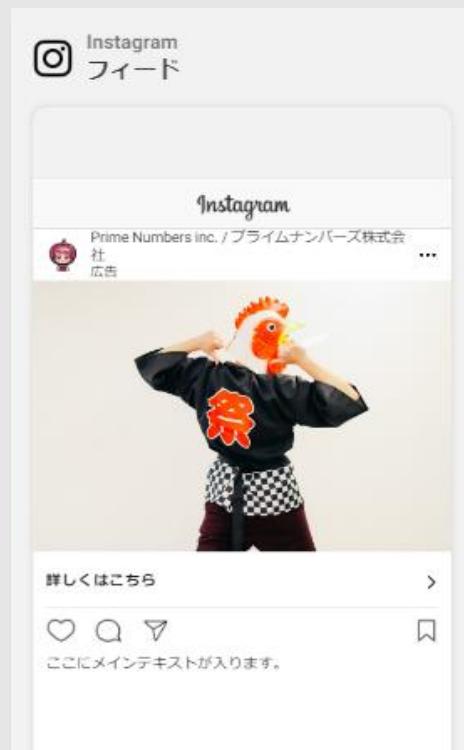 Instagram
フィード
Instagram
Prime Numbers inc. / プライムナンバーズ株式会
社
広告
祭
詳しくはこちら
ここにメインテキストが入ります。